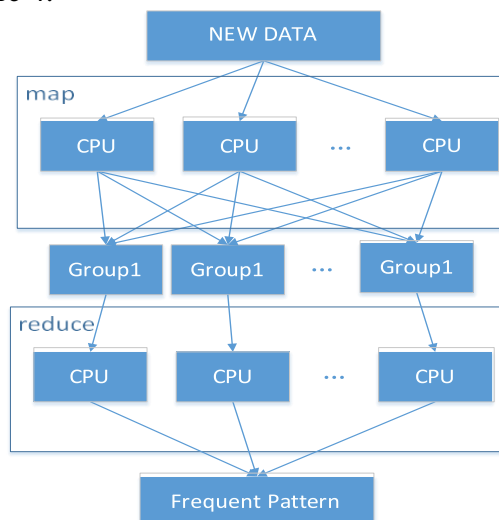 NEW DATA
map
CPU CPU ... CPU
Group1 Group1 ... Group1
reduce
CPU CPU ... CPU
Frequent Pattern